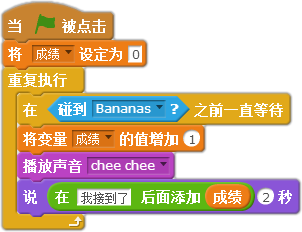 当 被点击
将 成绩 设定为 0
重复执行
在 碰到 Bananas ? 之前一直等待
将变量 成绩 的值增加 1
播放声音 chee chee
说 在 我接到了 后面添加 成绩 2 秒